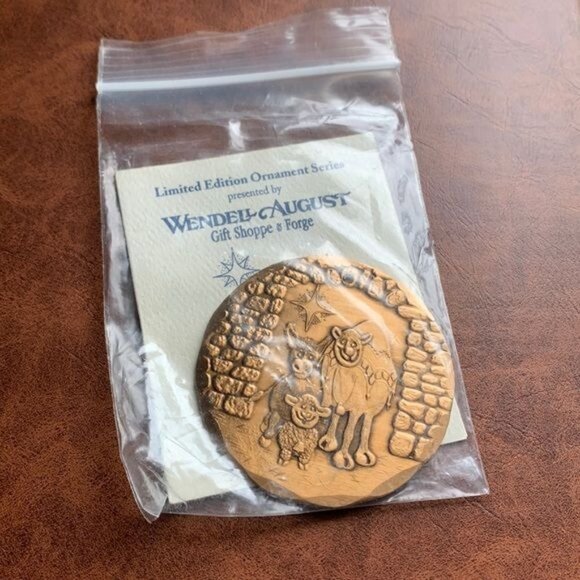 Limited Edition Ornament Series
presented by
WENDELL AUGUST
Gift Shoppe & Forge